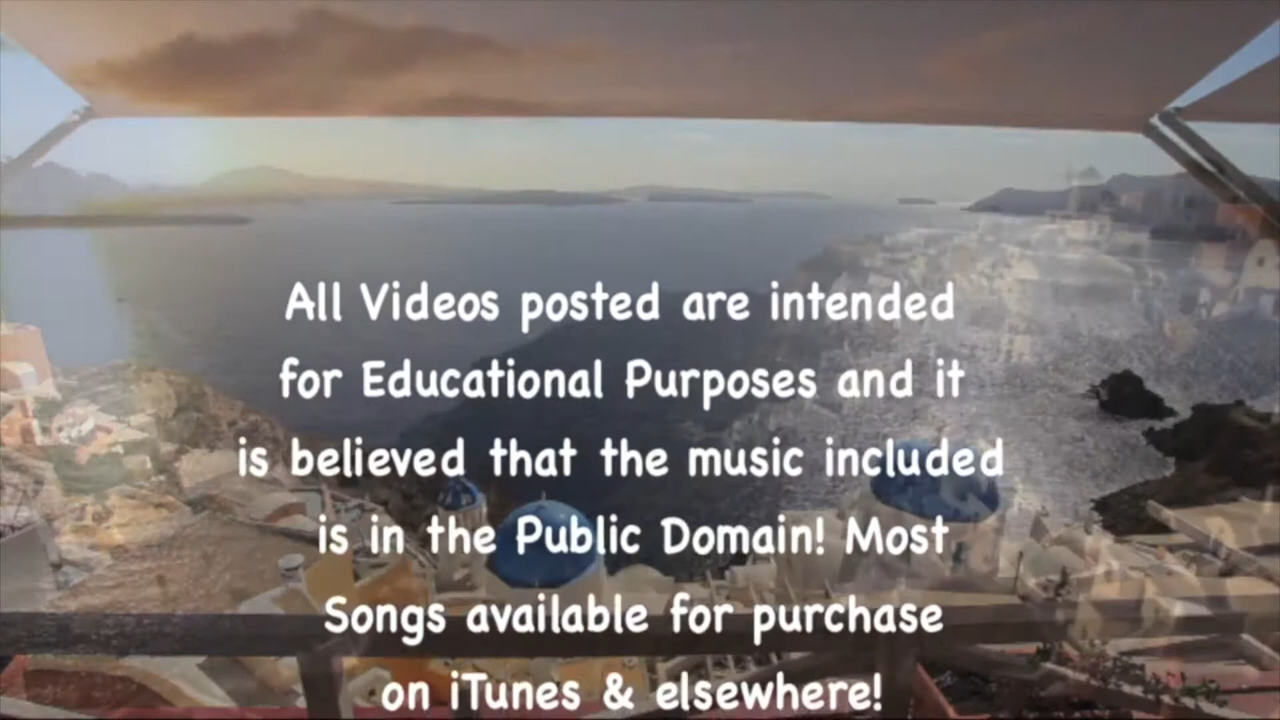 All Videos posted are intended
for Educational Purposes and it
is believed that the music included
is in the Public Domain! Most
Songs available for purchase
on iTunes & elsewhere!